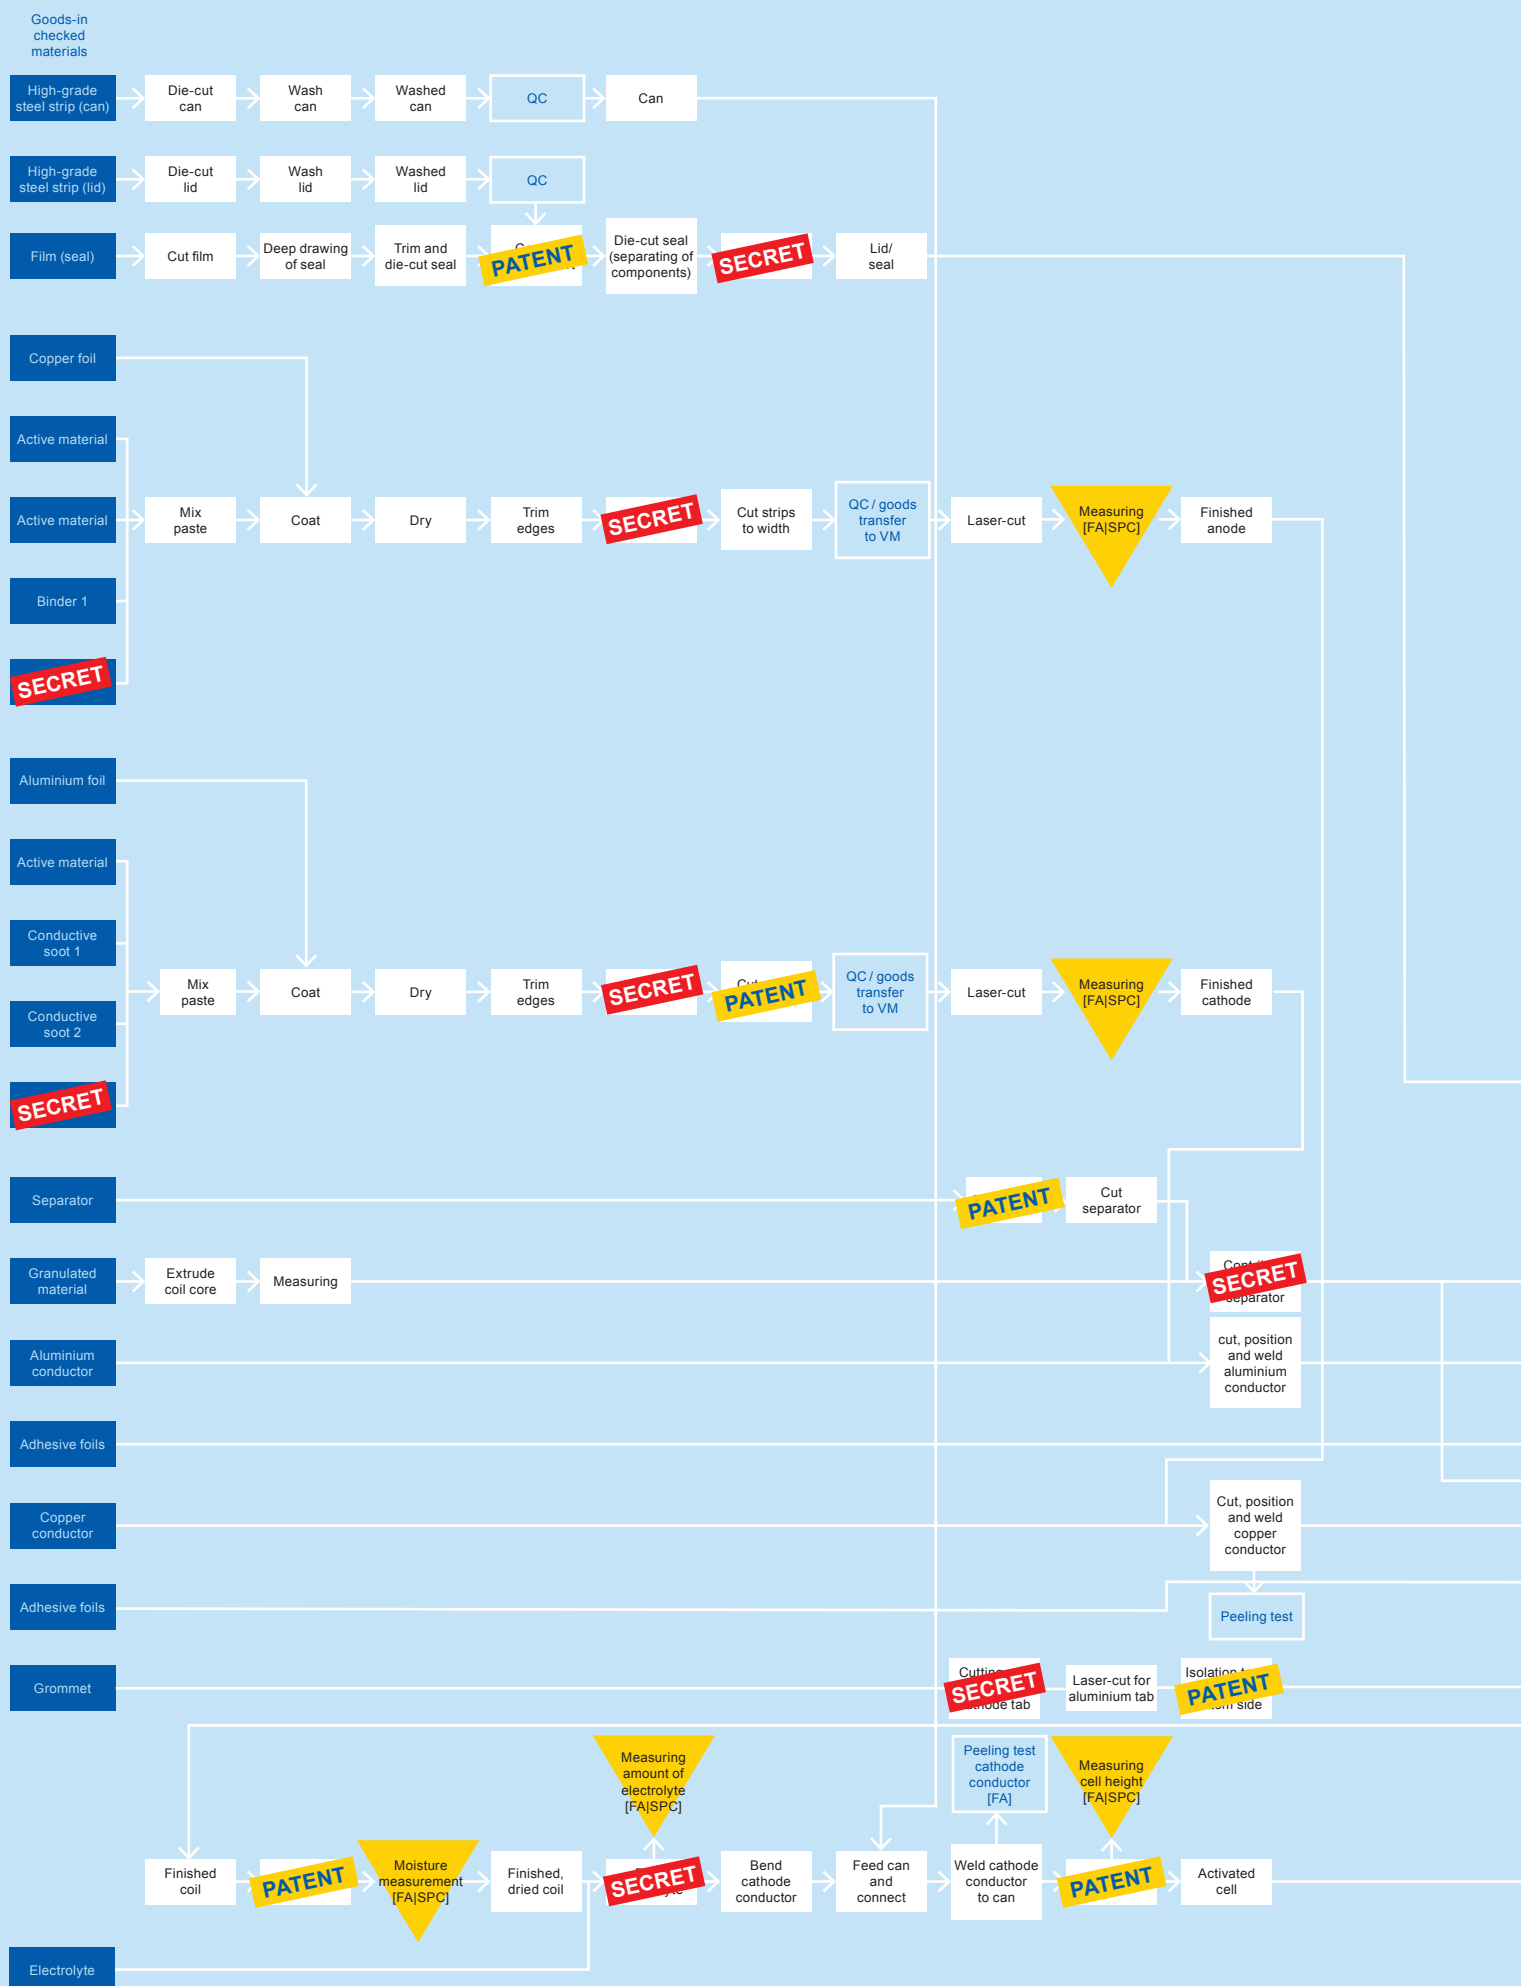 Goods-in
checked
materials
High-grade
steel strip (can)
Die-cut
can
Wash
can
Washed
can
QC
Can
High-grade
steel strip (lid)
Die-cut
lid
Wash
lid
Washed
lid
QC
Film (seal)
Cut film
Deep drawing
of seal
Trim and
die-cut seal
PATENT
Die-cut seal
(separating of
components)
SECRET
Lid/
seal
Copper foil
Active material
Active material
Mix
paste
Coat
Dry
Trim
edges
SECRET
Cut strips
to width
QC / goods
transfer
to VM
Laser-cut
Measuring
[FA|SPC]
Finished
anode
Binder 1
SECRET
Aluminium foil
Active material
Conductive
soot 1
Mix
paste
Coat
Dry
Trim
edges
SECRET
PATENT
QC / goods
transfer
to VM
Laser-cut
Measuring
[FA|SPC]
Finished
cathode
Conductive
soot 2
SECRET
Separator
PATENT
Cut
separator
Granulated
material
Extrude
coil core
Measuring
SECRET
separator
Aluminium
conductor
cut, position
and weld
aluminium
conductor
Adhesive foils
Copper
conductor
Cut, position
and weld
copper
conductor
Adhesive foils
Peeling test
Grommet
Cutting
SECRET
tab
Laser-cut for
aluminium tab
Isolation
PATENT
side
Measuring
amount of
electrolyte
[FA|SPC]
Peeling test
cathode
conductor
[FA]
Measuring
cell height
[FA|SPC]
Finished
coil
PATENT
Moisture
measurement
[FA|SPC]
Finished,
dried coil
SECRET
Bend
cathode
conductor
Feed can
and
connect
Weld cathode
conductor
to can
PATENT
Activated
cell
Electrolyte